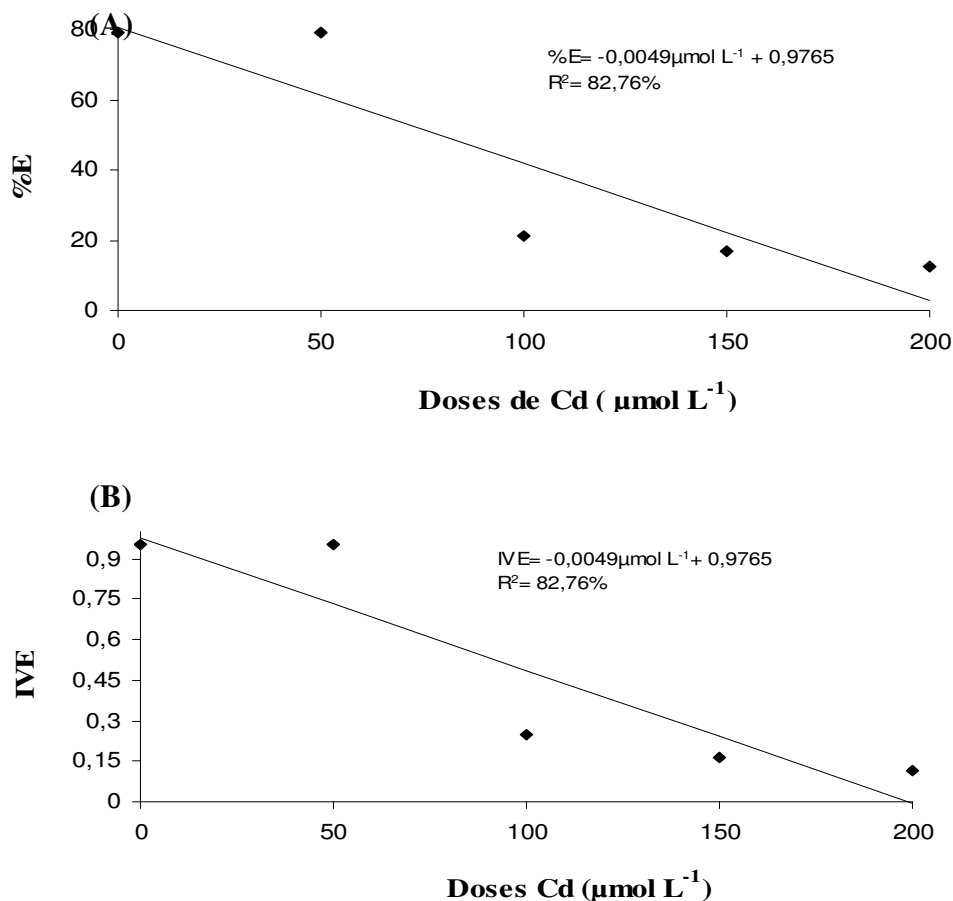 (A)
80
%E= -0,0049µmol L⁻¹ + 0,9765
R²= 82,76%
60
%E
40
20
0
0 50 100 150 200
Doses de Cd ( µmol L⁻¹)
(B)
0,9
IVE= -0,0049µmol L⁻¹+ 0,9765
R²= 82,76%
0,75
0,6
IVE
0,45
0,3
0,15
0
0 50 100 150 200
Doses Cd (µmol L⁻¹)